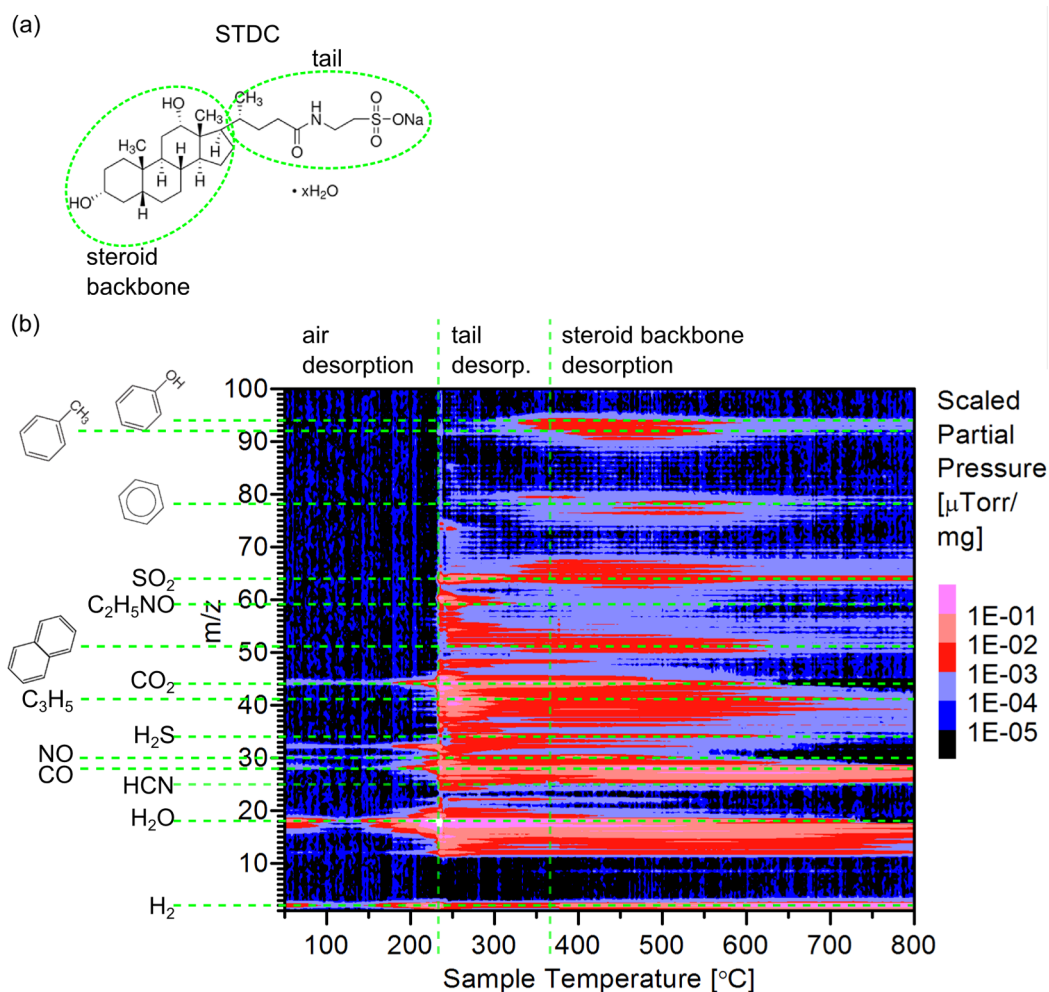 (a)
STDC
tail
HO
CH₃
CH₃
H₃C
H
H
H
H
H
HO
H
N
O
O
S
O
ONa
• xH₂O
steroid
backbone
(b)
air
desorption
tail
desorp.
steroid backbone
desorption
OH
CH₃
SO₂
C₂H₅NO
CO₂
C₃H₅
H₂S
NO
CO
HCN
H₂O
H₂
m/z
100
90
80
70
60
50
40
30
20
10
100 200 300 400 500 600 700 800
Sample Temperature [°C]
Scaled
Partial
Pressure
[µTorr/
mg]
1E-01
1E-02
1E-03
1E-04
1E-05